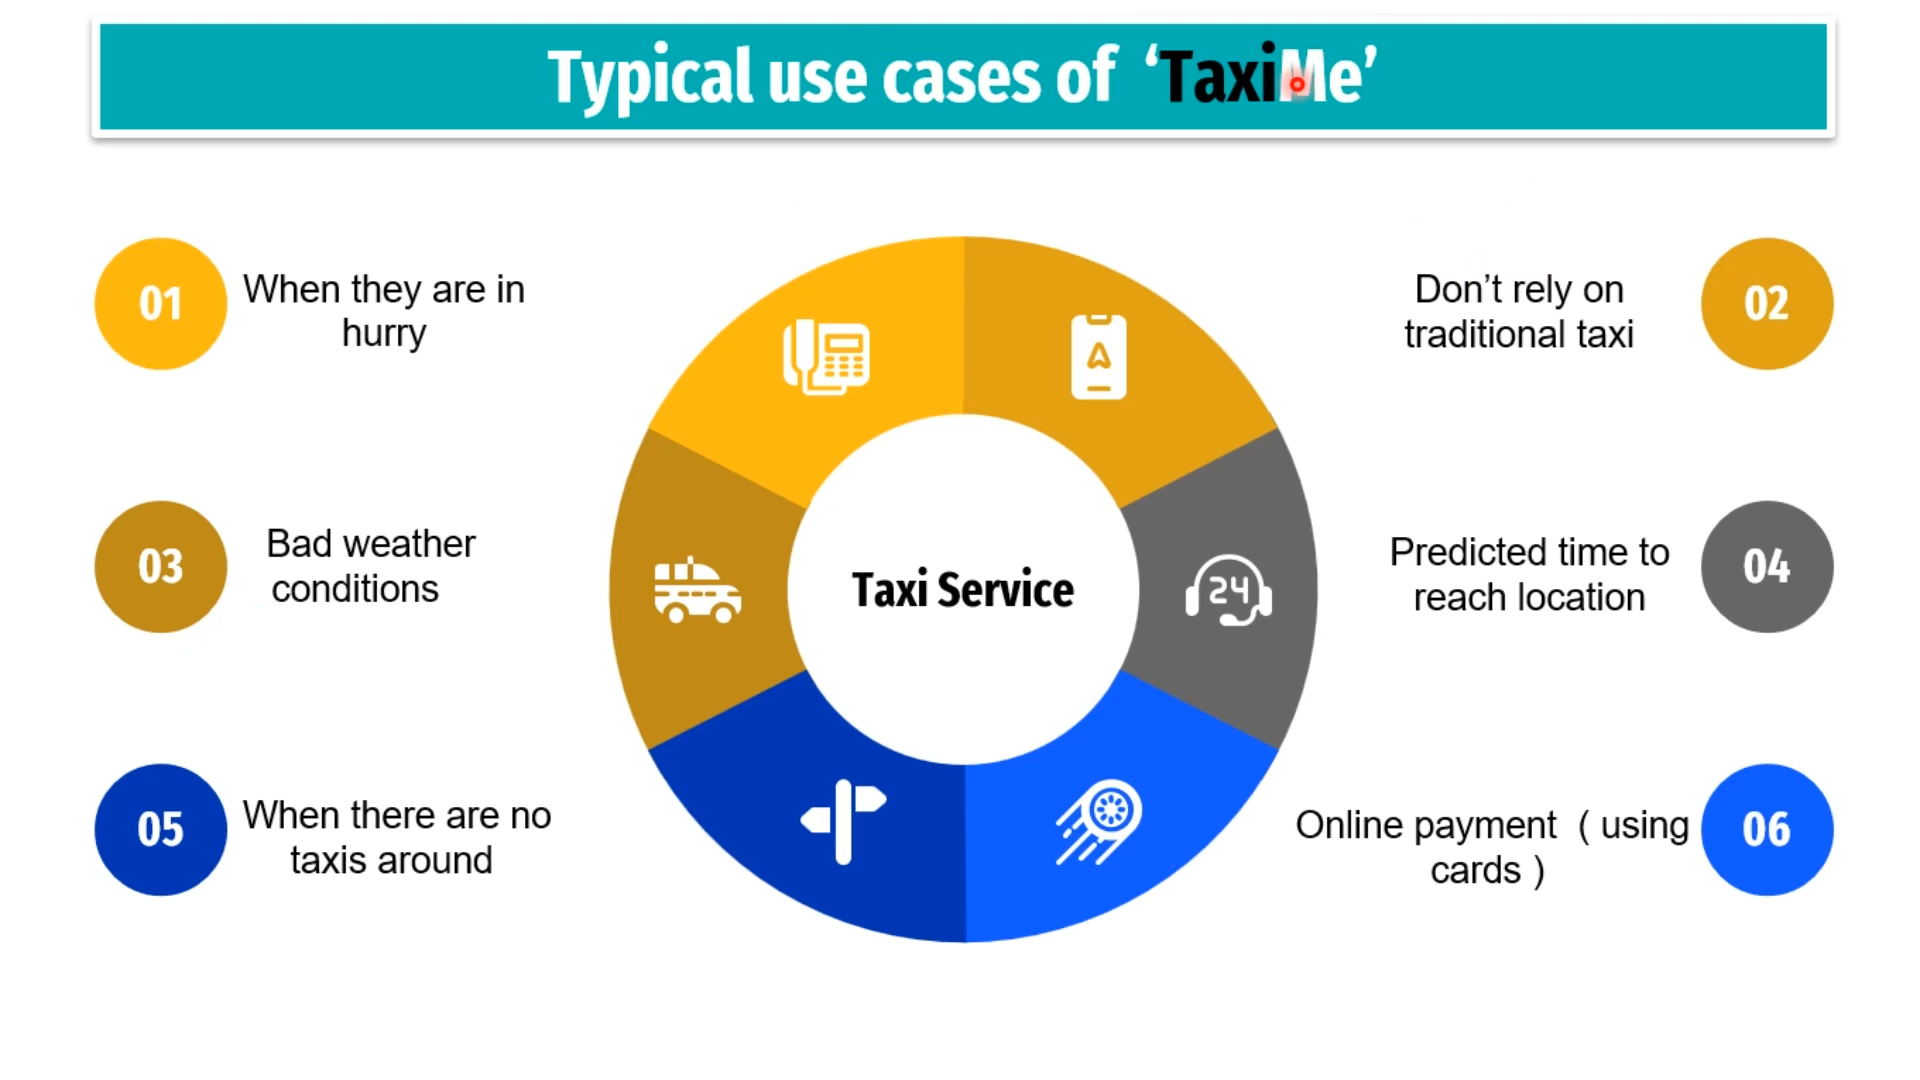 Typical use cases of ‘TaxiMe’
01
When they are in
hurry
Don’t rely on
traditional taxi
02
03
Bad weather
conditions
24
Taxi Service
Predicted time to
reach location
04
05
When there are no
taxis around
Online payment ( using
cards )
06